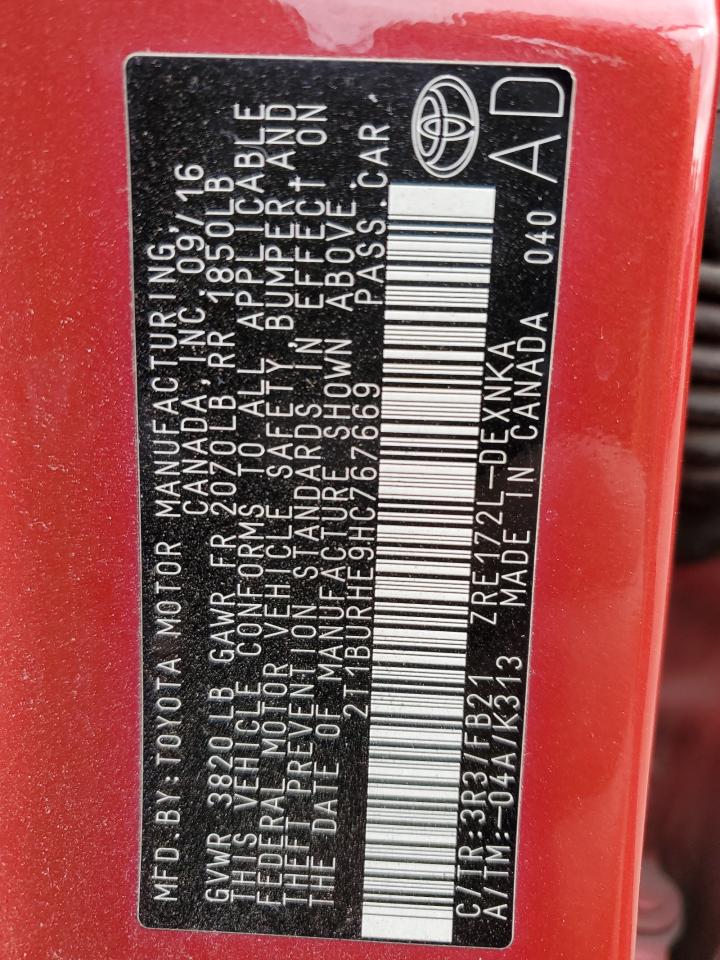 MFD.BY:TOYOTA MOTOR MANUFACTURING,
CANADA, INC. 09/16
GVWR 3820 LB GAWR FR 2070LB, RR 1850LB
THIS VEHICLE CONFORMS TO ALL APPLICABLE
FEDERAL MOTOR VEHICLE SAFETY, BUMPER, AND
THEFT PREVENTION STANDARDS IN EFFECT ON
THE DATE OF MANUFACTURE SHOWN ABOVE.
2T1BURHE9HC767669 PASS.CAR
C/TR:3R3/FB21 ZRE172L-DEXNKA 040 AD
A/TM:-04A/K313 MADE IN CANADA